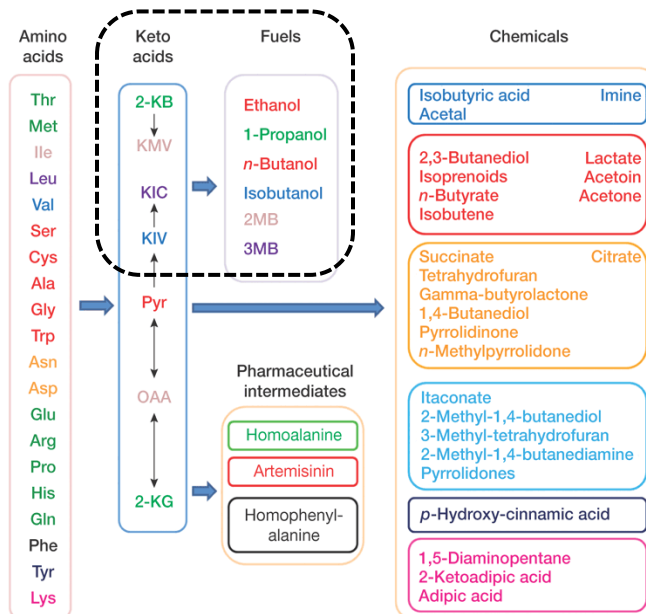 Amino
acids
Thr
Met
Ile
Leu
Val
Ser
Cys
Ala
Gly
Trp
Asn
Asp
Glu
Arg
Pro
His
Gln
Phe
Tyr
Lys
Keto
acids
2-KB
KMV
KIC
KIV
Pyr
OAA
2-KG
Fuels
Ethanol
1-Propanol
n-Butanol
Isobutanol
2MB
3MB
Pharmaceutical
intermediates
Homoalanine
Artemisinin
Homophenyl-
alanine
Chemicals
Isobutyric acid Imine
Acetal
2,3-Butanediol Lactate
Isoprenoids Acetoin
n-Butyrate Acetone
Isobutene
Succinate Citrate
Tetrahydrofuran
Gamma-butyrolactone
1,4-Butanediol
Pyrrolidinone
n-Methylpyrrolidone
Itaconate
2-Methyl-1,4-butanediol
3-Methyl-tetrahydrofuran
2-Methyl-1,4-butanediamine
Pyrrolidones
p-Hydroxy-cinnamic acid
1,5-Diaminopentane
2-Ketoadipic acid
Adipic acid